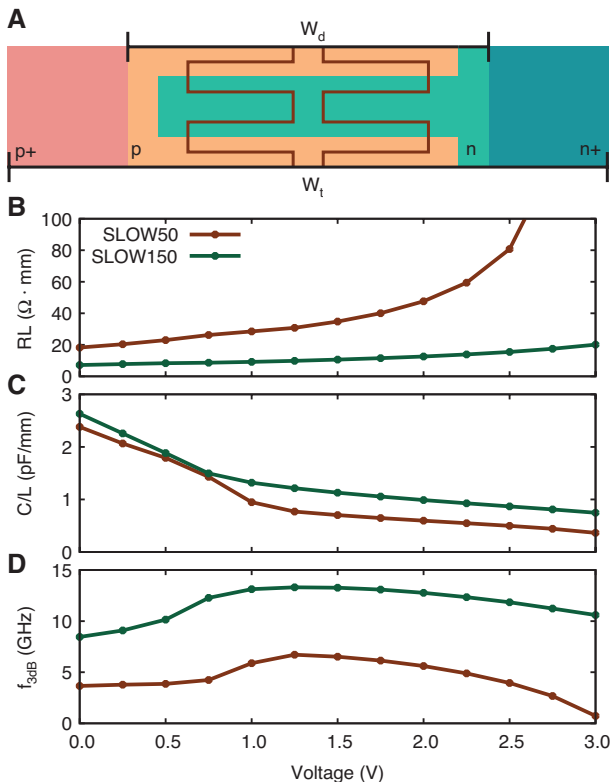 A
W_d
p+
p
n
n+
W_t
B
100
80
60
40
20
0
RL (Ω · mm)
SLOW50
SLOW150
C
3
2
1
0
C/L (pF/mm)
D
15
10
5
0
f_3dB (GHz)
0.0 0.5 1.0 1.5 2.0 2.5 3.0
Voltage (V)